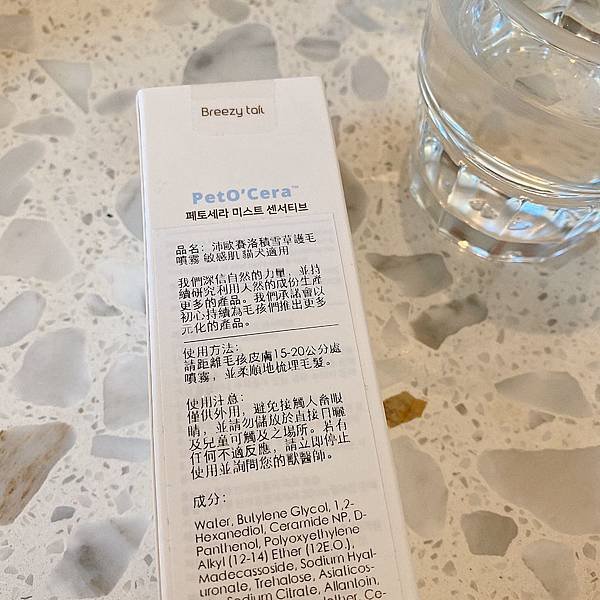 Breezy tail
PetO'Cera™
페토세라 미스트 센서티브
品名：沛歐賽洛積雪草護毛
噴霧 敏感肌 貓犬適用
我們深信自然的力量，並持
續研究利用天然的成份生產
更多的產品。我們承諾會以
初心持續為毛孩們推出更多
元化的產品。
使用方法：
請距離毛孩皮膚15-20公分處
噴霧，並柔順地梳理毛髮。
使用注意：
僅供外用，避免接觸人畜眼
睛，並請勿儲放於直接日曬
及兒童可觸及之場所。若有
任何不適反應，請立即停止
使用並詢問您的獸醫師。
成分：
Water, Butylene Glycol, 1,2-
Hexanediol, Ceramide NP, D-
Panthenol, Polyoxyethylene
Alkyl (12-14) Ether (12E.O.),
Madecassoside, Sodium Hyal-
uronate, Trehalose, Asiaticos-
Sodium Citrate, Allantoin,
Ether, Ce-